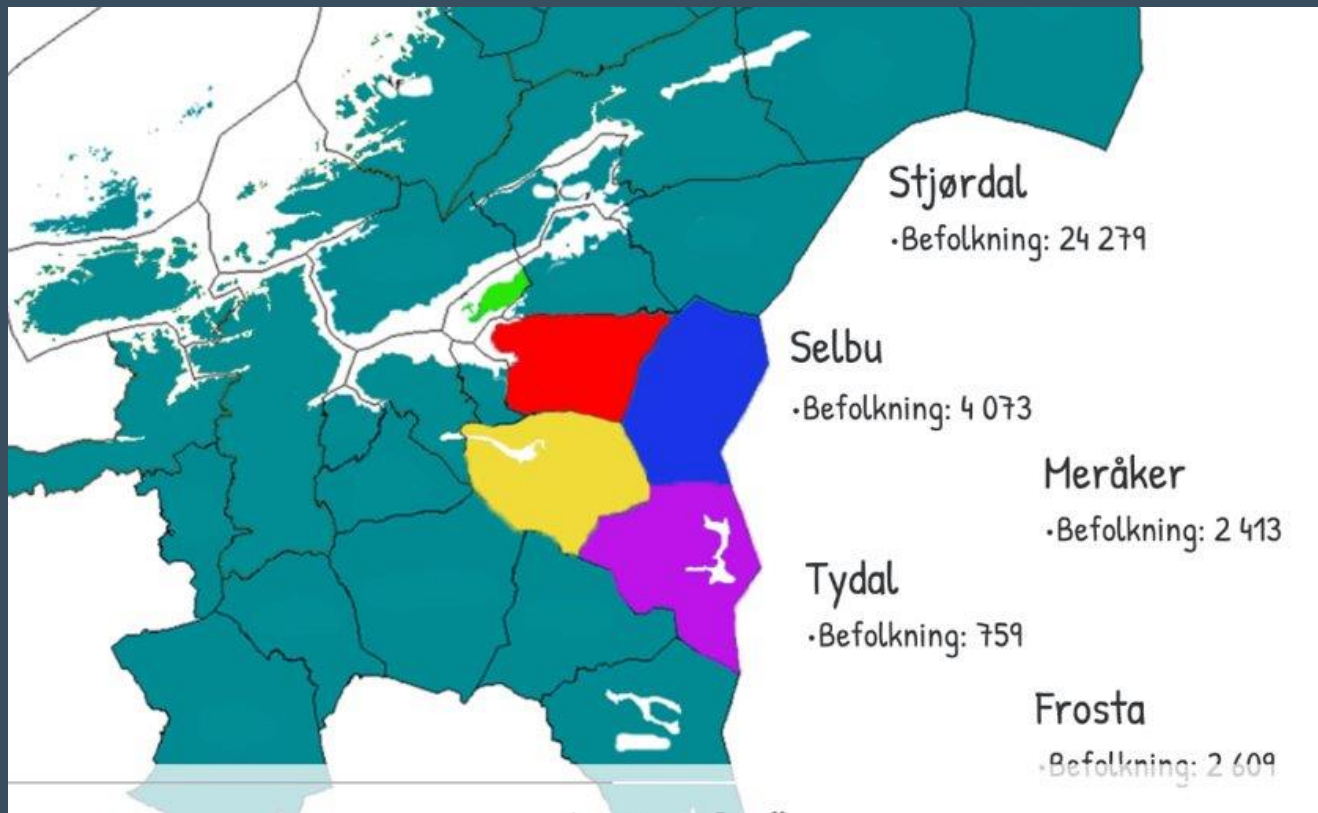 Stjørdal
•Befolkning: 24 279
Selbu
•Befolkning: 4 073
Meråker
•Befolkning: 2 413
Tydal
•Befolkning: 759
Frosta
•Befolkning: 2 609